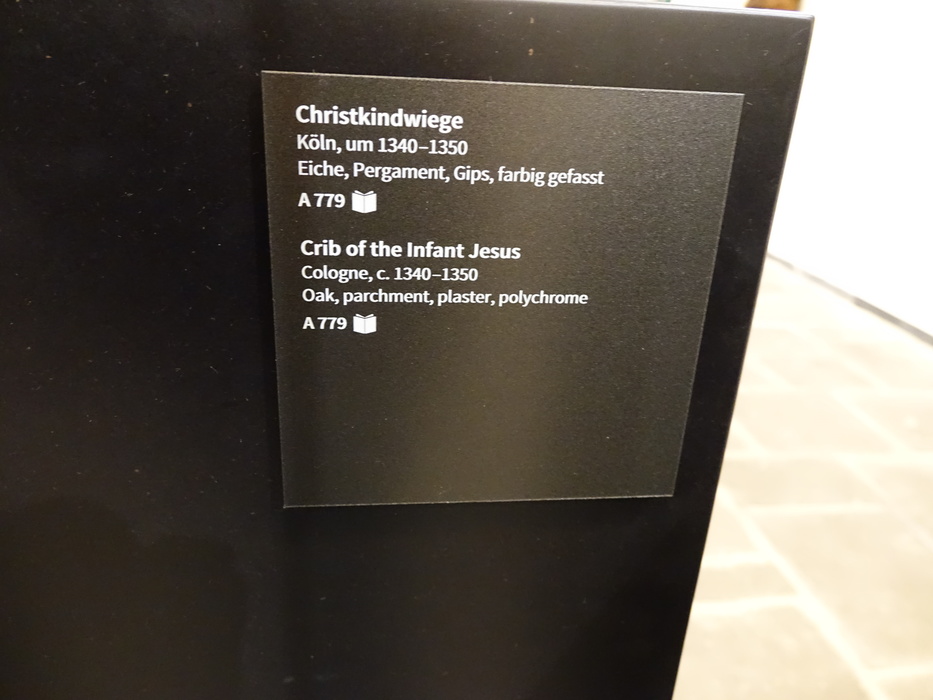 Christkindwiege
Köln, um 1340–1350
Eiche, Pergament, Gips, farbig gefasst
A 779
Crib of the Infant Jesus
Cologne, c. 1340–1350
Oak, parchment, plaster, polychrome
A 779